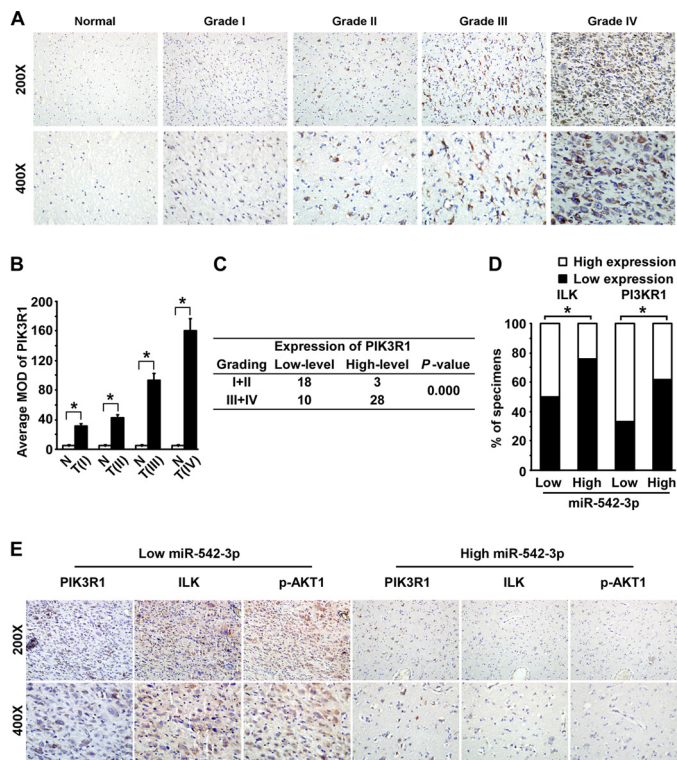 A
Normal Grade I Grade II Grade III Grade IV
200X
400X
B
Average MOD of PIK3R1
200
160
120
80
40
0
* * * *
N T(I) N T(II) N T(III) N T(IV)
C
Expression of PIK3R1
Grading Low-level High-level P-value
I+II 18 3
0.000
III+IV 10 28
D
High expression
Low expression
ILK PI3KR1
* *
% of specimens
100
80
60
40
20
0
Low High Low High
miR-542-3p
E
Low miR-542-3p High miR-542-3p
PIK3R1 ILK p-AKT1 PIK3R1 ILK p-AKT1
200X
400X